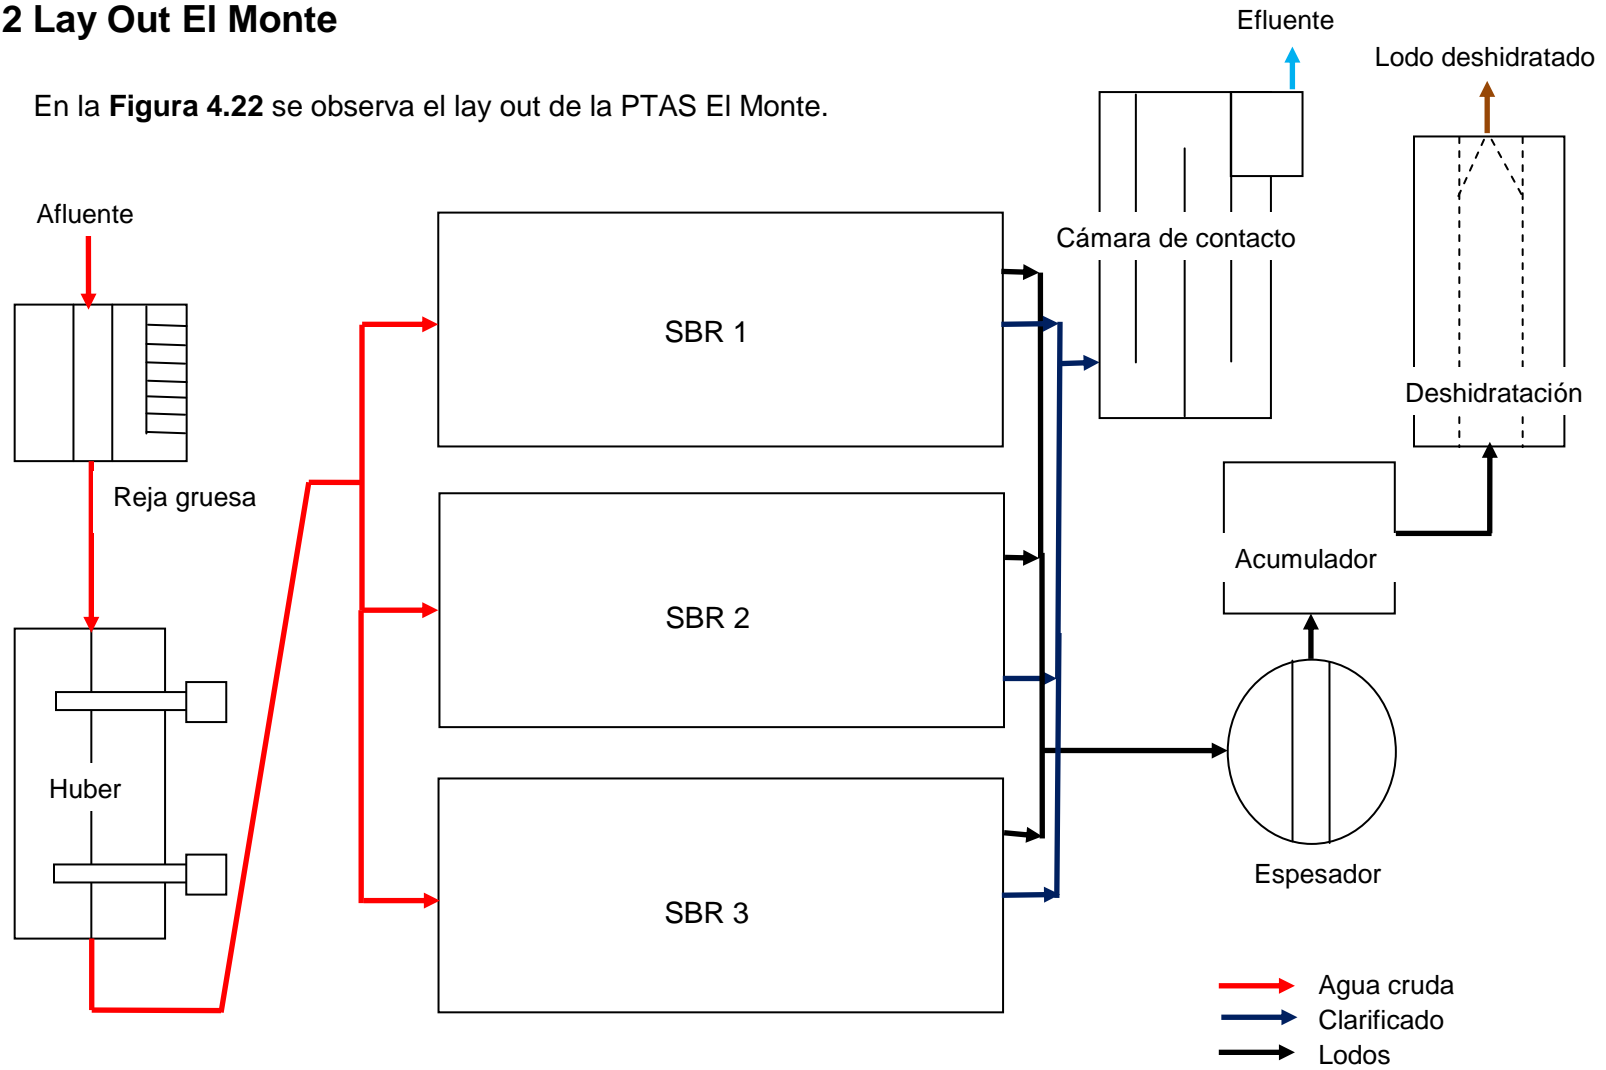 2 Lay Out El Monte
Efluente
Lodo deshidratado
En la Figura 4.22 se observa el lay out de la PTAS El Monte.
Afluente
Cámara de contacto
SBR 1
Deshidratación
Reja gruesa
Acumulador
SBR 2
Huber
Espesador
SBR 3
Agua cruda
Clarificado
Lodos